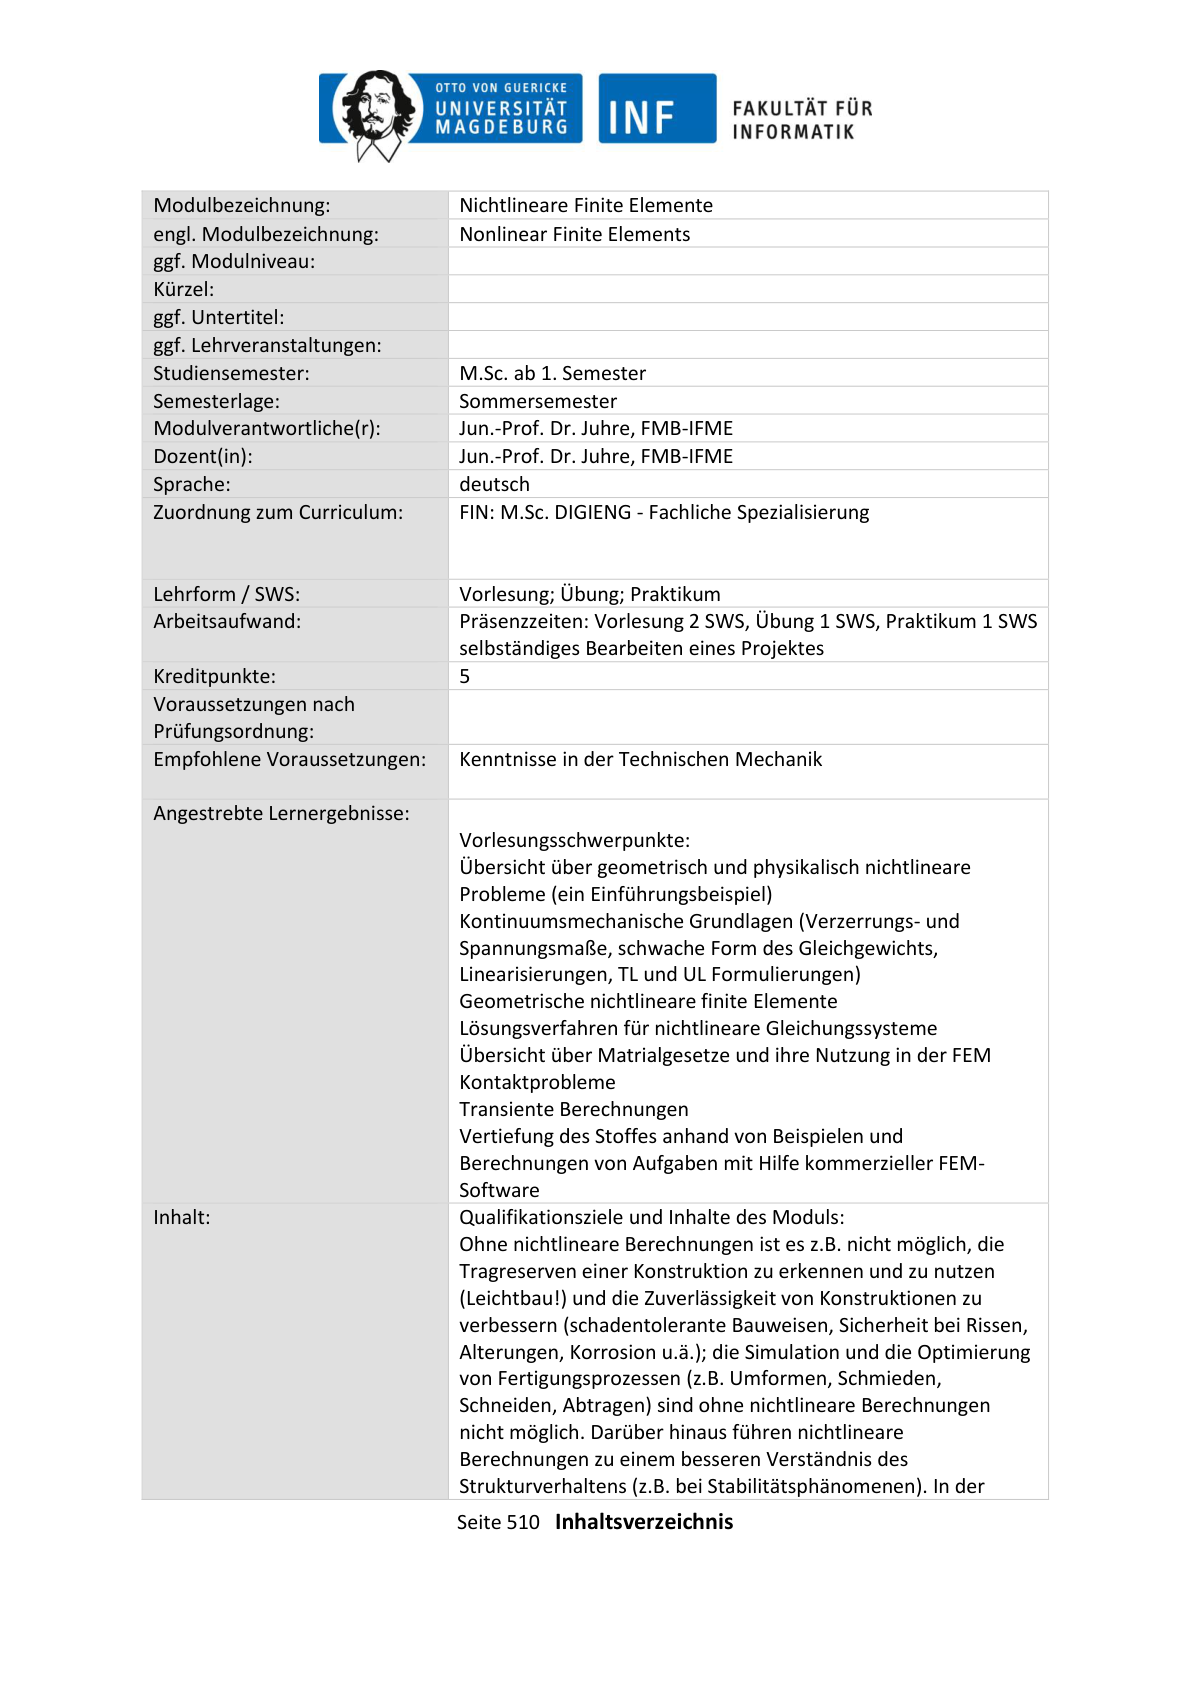 OTTO VON GUERICKE
UNIVERSITÄT
MAGDEBURG
INF
FAKULTÄT FÜR
INFORMATIK
Modulbezeichnung: Nichtlineare Finite Elemente
engl. Modulbezeichnung: Nonlinear Finite Elements
ggf. Modulniveau:
Kürzel:
ggf. Untertitel:
ggf. Lehrveranstaltungen:
Studiensemester: M.Sc. ab 1. Semester
Semesterlage: Sommersemester
Modulverantwortliche(r): Jun.-Prof. Dr. Juhre, FMB-IFME
Dozent(in): Jun.-Prof. Dr. Juhre, FMB-IFME
Sprache: deutsch
Zuordnung zum Curriculum: FIN: M.Sc. DIGIENG - Fachliche Spezialisierung
Lehrform / SWS: Vorlesung; Übung; Praktikum
Arbeitsaufwand: Präsenzzeiten: Vorlesung 2 SWS, Übung 1 SWS, Praktikum 1 SWS
selbständiges Bearbeiten eines Projektes
Kreditpunkte: 5
Voraussetzungen nach
Prüfungsordnung:
Empfohlene Voraussetzungen: Kenntnisse in der Technischen Mechanik
Angestrebte Lernergebnisse:
Vorlesungsschwerpunkte:
Übersicht über geometrisch und physikalisch nichtlineare
Probleme (ein Einführungsbeispiel)
Kontinuumsmechanische Grundlagen (Verzerrungs- und
Spannungsmaße, schwache Form des Gleichgewichts,
Linearisierungen, TL und UL Formulierungen)
Geometrische nichtlineare finite Elemente
Lösungsverfahren für nichtlineare Gleichungssysteme
Übersicht über Matrialgesetze und ihre Nutzung in der FEM
Kontaktprobleme
Transiente Berechnungen
Vertiefung des Stoffes anhand von Beispielen und
Berechnungen von Aufgaben mit Hilfe kommerzieller FEM-
Software
Inhalt: Qualifikationsziele und Inhalte des Moduls:
Ohne nichtlineare Berechnungen ist es z.B. nicht möglich, die
Tragreserven einer Konstruktion zu erkennen und zu nutzen
(Leichtbau!) und die Zuverlässigkeit von Konstruktionen zu
verbessern (schadentolerante Bauweisen, Sicherheit bei Rissen,
Alterungen, Korrosion u.ä.); die Simulation und die Optimierung
von Fertigungsprozessen (z.B. Umformen, Schmieden,
Schneiden, Abtragen) sind ohne nichtlineare Berechnungen
nicht möglich. Darüber hinaus führen nichtlineare
Berechnungen zu einem besseren Verständnis des
Strukturverhaltens (z.B. bei Stabilitätsphänomenen). In der
Seite 510 Inhaltsverzeichnis